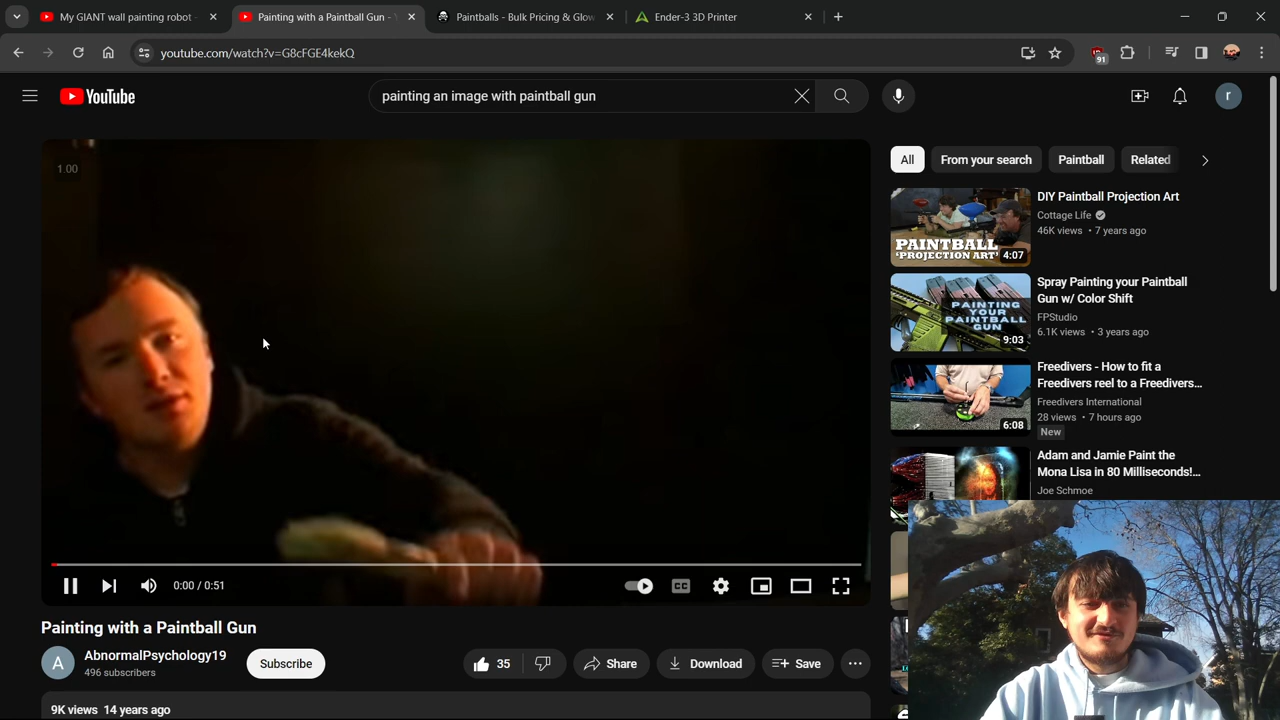 My GIANT wall painting robot -
Painting with a Paintball Gun - Y
Paintballs - Bulk Pricing & Glow
Ender-3 3D Printer
youtube.com/watch?v=G8cFGE4kekQ
91
YouTube
painting an image with paintball gun
r
1.00
All
From your search
Paintball
Related
PAINTBALL
'PROJECTION ART'
4:07
DIY Paintball Projection Art
Cottage Life
46K views • 7 years ago
PAINTING
YOUR
PAINTBALL
GUN
9:03
Spray Painting your Paintball
Gun w/ Color Shift
FPStudio
6.1K views • 3 years ago
6:08
Freedivers - How to fit a
Freedivers reel to a Freedivers...
Freedivers International
28 views • 7 hours ago
New
Adam and Jamie Paint the
Mona Lisa in 80 Milliseconds!...
Joe Schmoe
0:00 / 0:51
CC
Painting with a Paintball Gun
A
AbnormalPsychology19
496 subscribers
Subscribe
35
Share
Download
Save
9K views 14 years ago